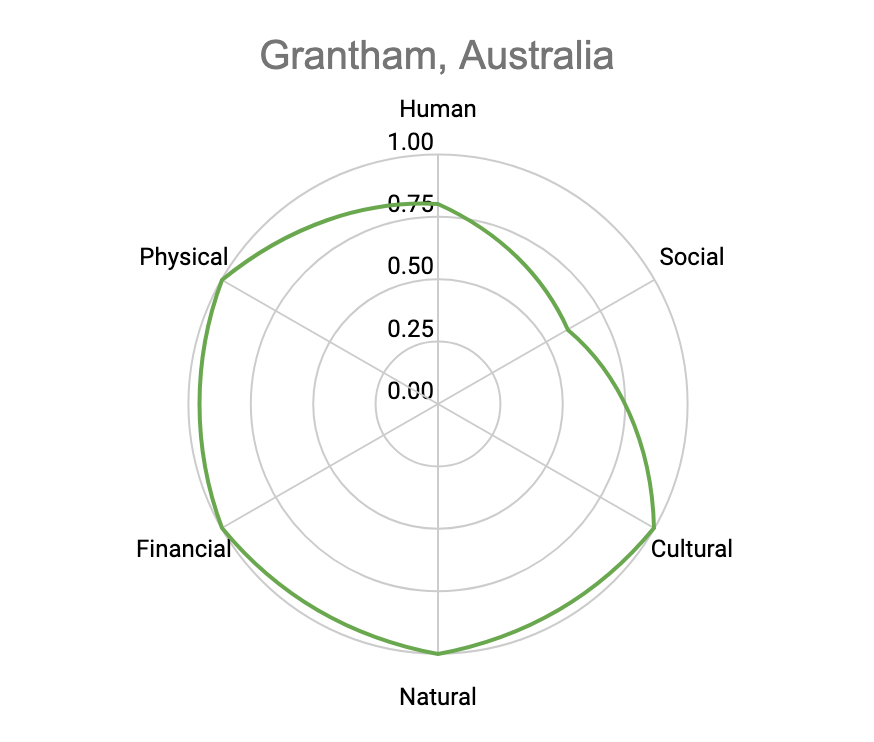 Grantham, Australia
Human
1.00
0.75
Physical
Social
0.50
0.25
0.00
Financial
Cultural
Natural